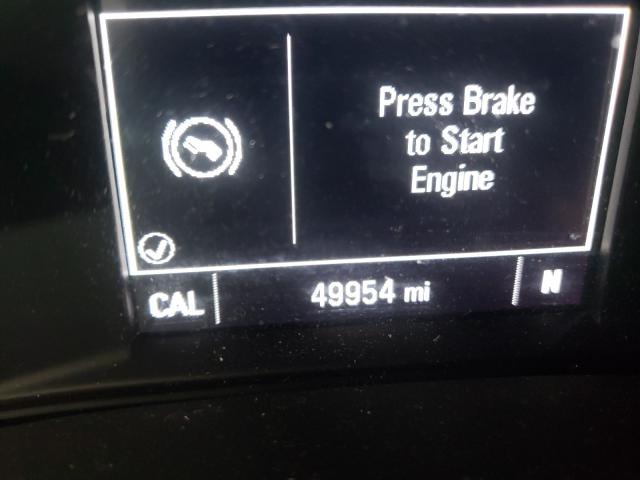 Press Brake
to Start
Engine
CAL
49954 mi
N